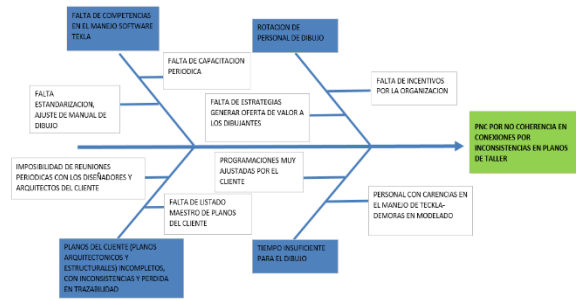 FALTA DE COMPETENCIAS
EN EL MANEJO SOFTWARE
TEKLA
ROTACION DE
PERSONAL DE DIBUJO
FALTA DE CAPACITACION
PERIODICA
FALTA DE INCENTIVOS
POR LA ORGANIZACION
FALTA
ESTANDARIZACION,
AJUSTE DE MANUAL DE
DIBUJO
FALTA DE ESTRATEGIAS
GENERAR OFERTA DE VALOR A
LOS DIBUJANTES
PNC POR NO COHERENCIA EN
CONEXIONES POR
INCONSISTENCIAS EN PLANOS
DE TALLER
IMPOSIBILIDAD DE REUNIONES
PERIODICAS CON LOS DISEÑADORES Y
ARQUITECTOS DEL CLIENTE
PROGRAMACIONES MUY
AJUSTADAS POR EL
CLIENTE
FALTA DE LISTADO
MAESTRO DE PLANOS
DEL CLIENTE
PERSONAL CON CARENCIAS EN
EL MANEJO DE TECKLA-
DEMORAS EN MODELADO
PLANOS DEL CLIENTE (PLANOS
ARQUITECTONICOS Y
ESTRUCTURALES) INCOMPLETOS,
CON INCONSISTENCIAS Y PERDIDA
EN TRAZABILIDAD
TIEMPO INSUFICIENTE
PARA EL DIBUJO